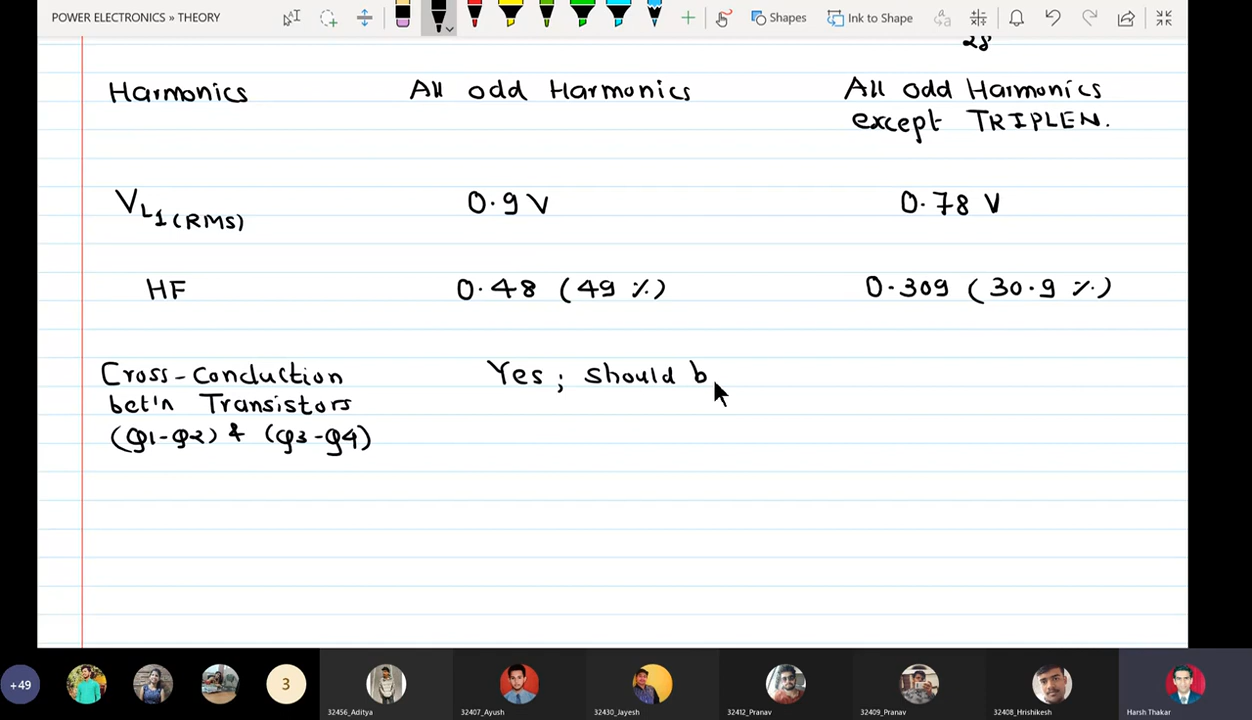 POWER ELECTRONICS » THEORY
Shapes
Ink to Shape
28
Harmonics
All odd Harmonics
All odd Harmonics
except TRIPLEN.
VL1(RMS)
0.9 V
0.78 V
HF
0.48 (49 %)
0.309 (30.9 %)
Cross-Conduction
bet'n Transistors
(Q1-Q2) & (Q3-Q4)
Yes; should b
+49
3
32456_Aditya
32407_Ayush
32430_Jayesh
32412_Pranav
32409_Pranav
32408_Hrishikesh
Harsh Thakar